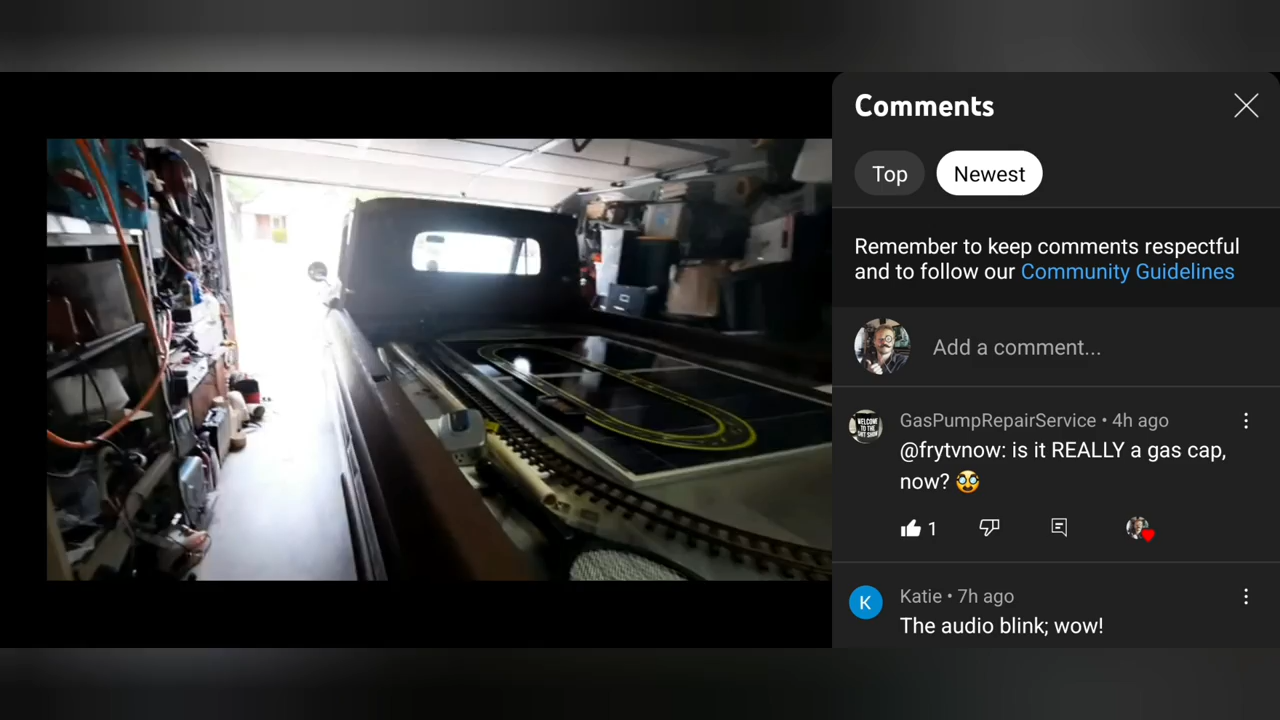 Comments
Top
Newest
Remember to keep comments respectful
and to follow our Community Guidelines
Add a comment...
GasPumpRepairService • 4h ago
@frytvnow: is it REALLY a gas cap,
now? 🥸
1
K
Katie • 7h ago
The audio blink; wow!